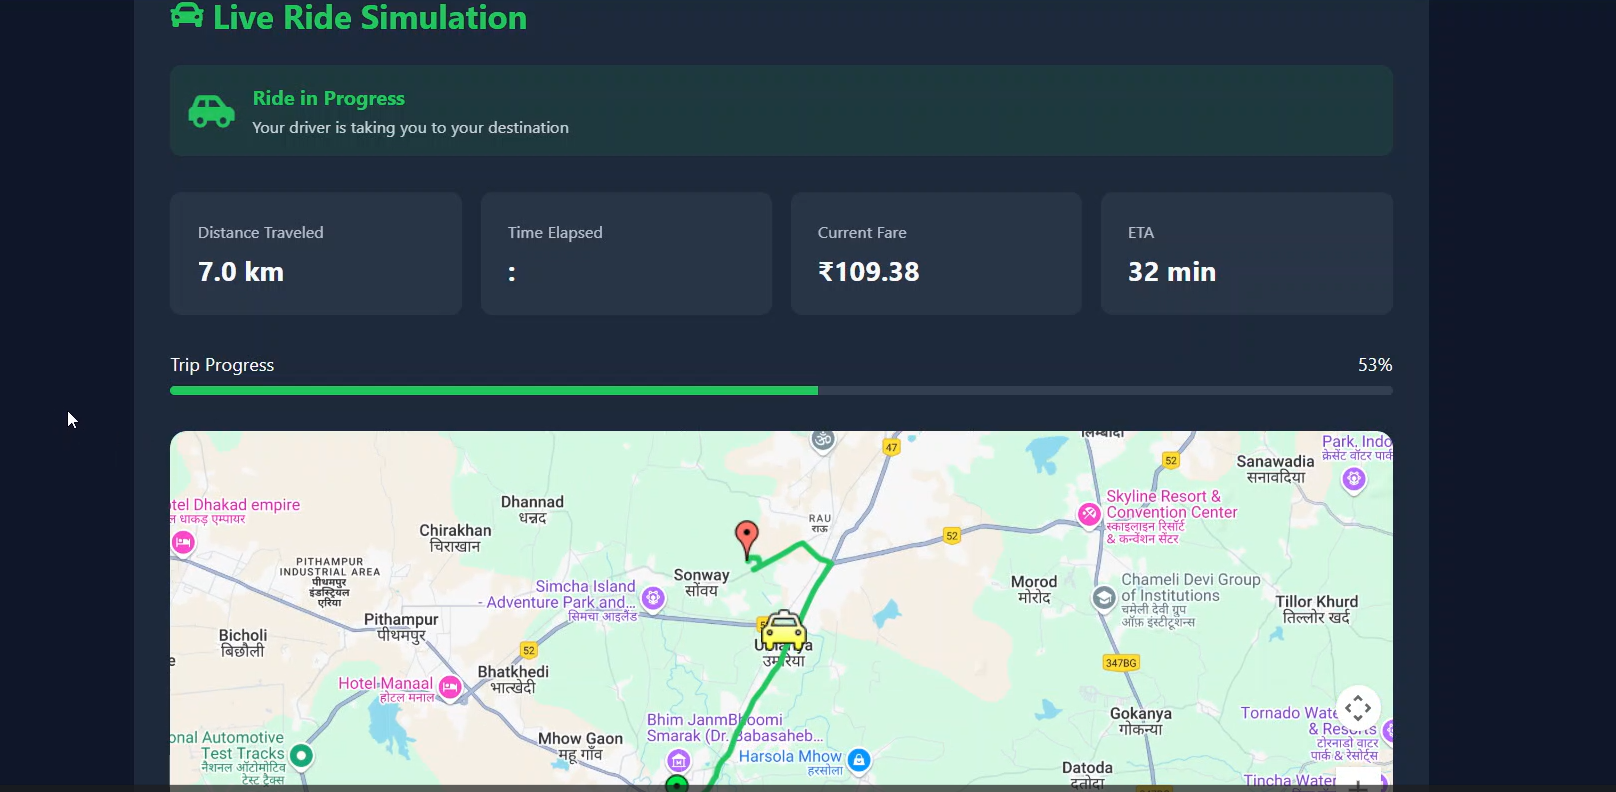 Live Ride Simulation
Ride in Progress
Your driver is taking you to your destination
Distance Traveled
7.0 km
Time Elapsed
:
Current Fare
₹109.38
ETA
32 min
Trip Progress
53%
47
52
Park, Indo
क्रेसेंट वॉटर पार्क
Sanawadia
सनावदिया
tel Dhakad empire
ल धाकड़ एम्पायर
Dhannad
धन्नड़
Chirakhan
चिराखान
RAU
राऊ
Skyline Resort &
Convention Center
स्काइलाइन रिसॉर्ट
& कन्वेंशन सेंटर
52
PITHAMPUR
INDUSTRIAL AREA
पीथमपुर
इंडस्ट्रियल
एरिया
Sonway
सोंवय
Simcha Island
- Adventure Park and...
सिमचा आइलैंड
Morod
मोरोद
Chameli Devi Group
of Institutions
चमेली देवी ग्रुप
ऑफ़ इंस्टीटूशन्स
Tillor Khurd
तिल्लोर खर्द
Pithampur
पीथमपुर
Bicholi
बिछौली
e
52
Umariya
उमरिया
347BG
Bhatkhedi
भात्खेदी
Hotel Manaal
होटल मनाल
Gokanya
गोकन्या
Tornado Wate
& Resorts
टोरनाडो वाटर
पार्क & रेसोर्ट्स
Bhim JanmBhoomi
Smarak (Dr. Babasaheb...
Mhow Gaon
महू गाँव
Harsola Mhow
हरसोला
onal Automotive
Test Tracks
नैशनल ऑटोमोटिव
टेस्ट ट्रैक्स
Datoda
दतोदा
Tincha Water